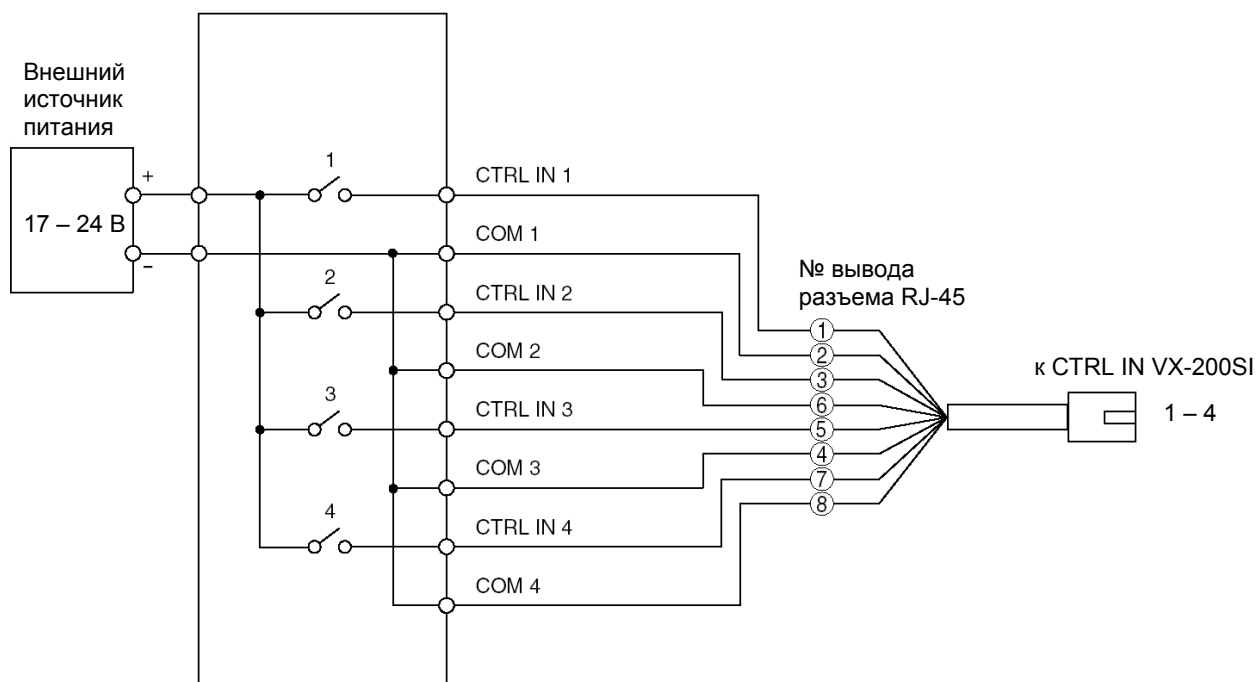 Внешний
источник
питания
+
17 – 24 В
–
1
CTRL IN 1
COM 1
2
CTRL IN 2
COM 2
3
CTRL IN 3
COM 3
4
CTRL IN 4
COM 4
№ вывода
разъема RJ-45
1
2
3
6
5
4
7
8
к CTRL IN VX-200SI
1 – 4